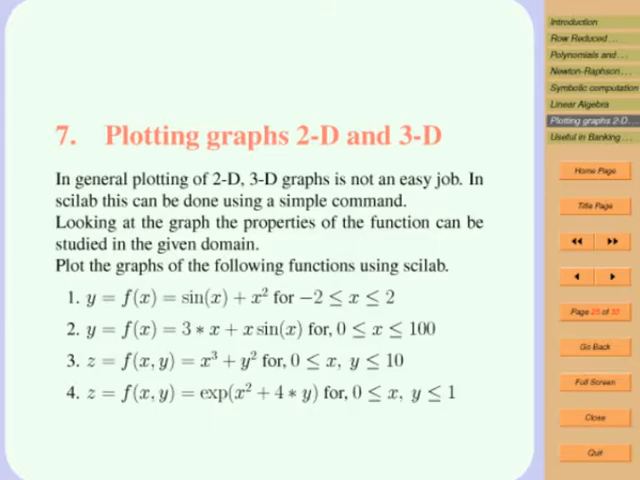 7. Plotting graphs 2-D and 3-D
In general plotting of 2-D, 3-D graphs is not an easy job. In
scilab this can be done using a simple command.
Looking at the graph the properties of the function can be
studied in the given domain.
Plot the graphs of the following functions using scilab.
1. y = f(x) = sin(x) + x² for −2 ≤ x ≤ 2
2. y = f(x) = 3 ∗ x + x sin(x) for, 0 ≤ x ≤ 100
3. z = f(x, y) = x³ + y² for, 0 ≤ x, y ≤ 10
4. z = f(x, y) = exp(x² + 4 ∗ y) for, 0 ≤ x, y ≤ 1
Introduction
Row Reduced . . .
Polynomials and . . .
Newton-Raphson . . .
Symbolic computation
Linear Algebra
Plotting graphs 2-D . . .
Useful in Banking . . .
Home Page
Title Page
Page 25 of 33
Go Back
Full Screen
Close
Quit